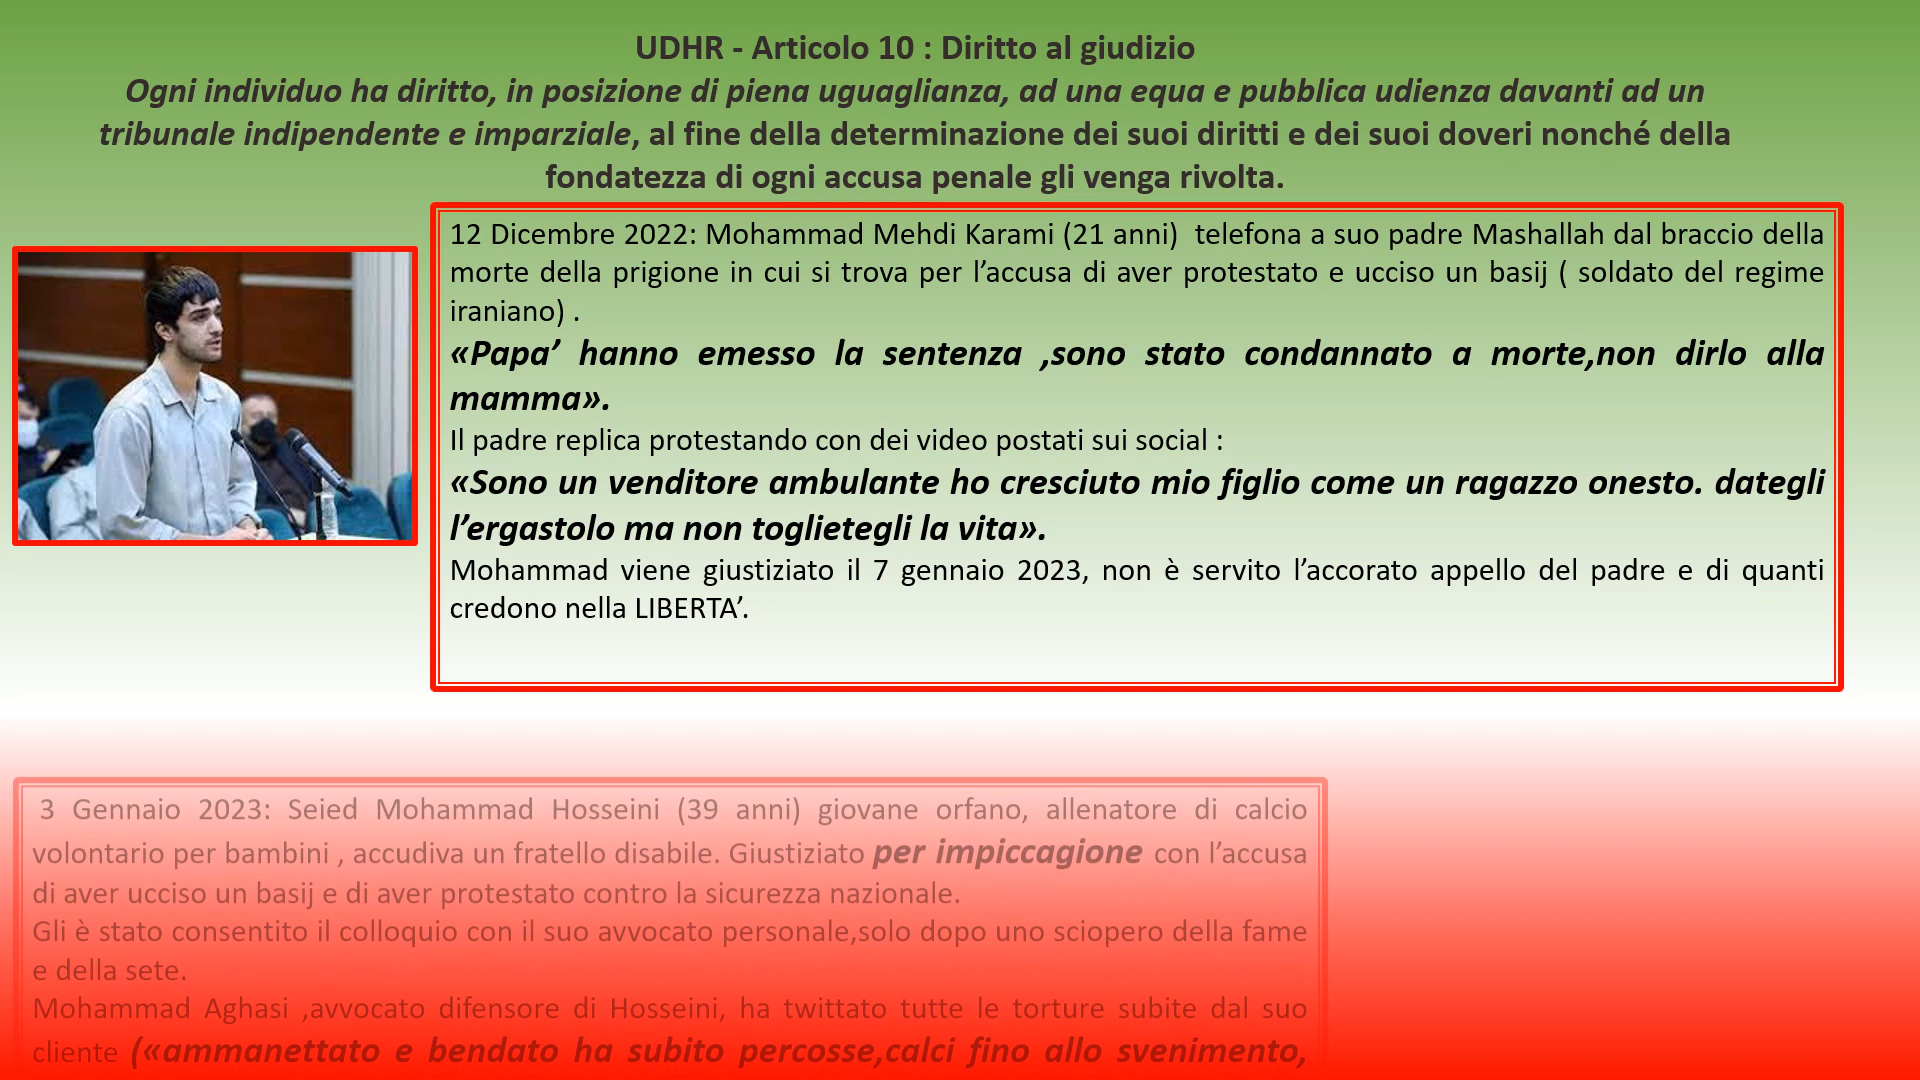 UDHR - Articolo 10 : Diritto al giudizio
Ogni individuo ha diritto, in posizione di piena uguaglianza, ad una equa e pubblica udienza davanti ad un
tribunale indipendente e imparziale, al fine della determinazione dei suoi diritti e dei suoi doveri nonché della
fondatezza di ogni accusa penale gli venga rivolta.
12 Dicembre 2022: Mohammad Mehdi Karami (21 anni)  telefona a suo padre Mashallah dal braccio della
morte della prigione in cui si trova per l’accusa di aver protestato e ucciso un basij ( soldato del regime
iraniano) .
«Papa’ hanno emesso la sentenza ,sono stato condannato a morte,non dirlo alla
mamma».
Il padre replica protestando con dei video postati sui social :
«Sono un venditore ambulante ho cresciuto mio figlio come un ragazzo onesto. dategli
l’ergastolo ma non toglietegli la vita».
Mohammad viene giustiziato il 7 gennaio 2023, non è servito l’accorato appello del padre e di quanti
credono nella LIBERTA’.
3 Gennaio 2023: Seied Mohammad Hosseini (39 anni) giovane orfano, allenatore di calcio
volontario per bambini , accudiva un fratello disabile. Giustiziato per impiccagione con l’accusa
di aver ucciso un basij e di aver protestato contro la sicurezza nazionale.
Gli è stato consentito il colloquio con il suo avvocato personale,solo dopo uno sciopero della fame
e della sete.
Mohammad Aghasi ,avvocato difensore di Hosseini, ha twittato tutte le torture subite dal suo
cliente («ammanettato e bendato ha subito percosse,calci fino allo svenimento,